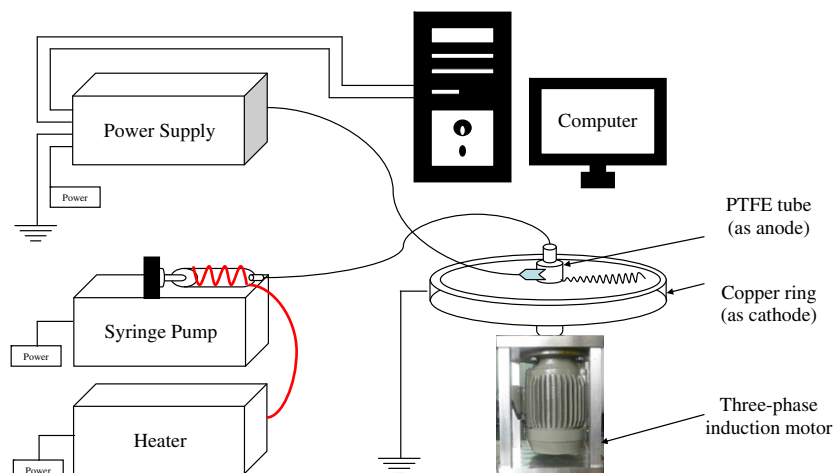 Power Supply
Computer
Power
PTFE tube
(as anode)
Copper ring
(as cathode)
Syringe Pump
Power
Three-phase
induction motor
Heater
Power